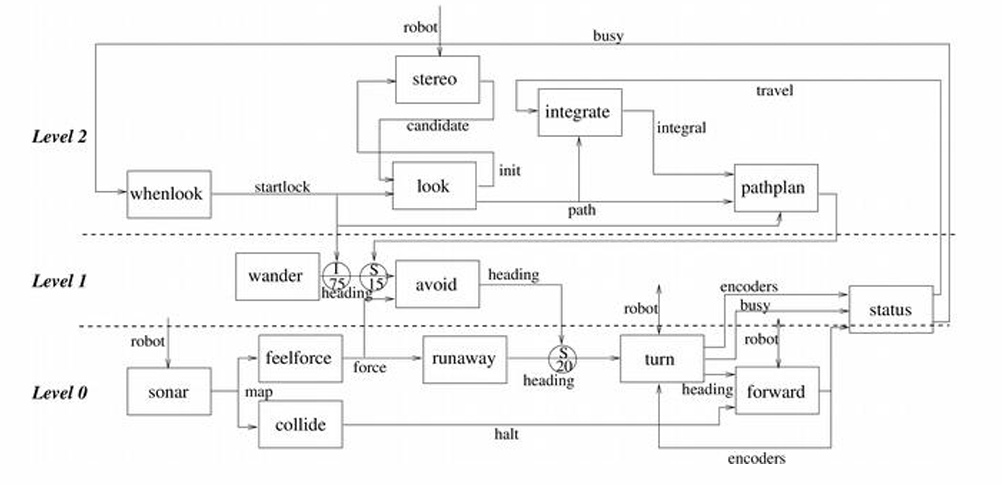 robot
busy
stereo
travel
candidate
integrate
integral
Level 2
init
look
pathplan
whenlook
startlock
path
Level 1
wander
I
75
S
15
heading
avoid
heading
encoders
busy
status
robot
robot
robot
feelforce
force
runaway
S
20
heading
turn
heading
forward
Level 0
sonar
map
collide
halt
encoders